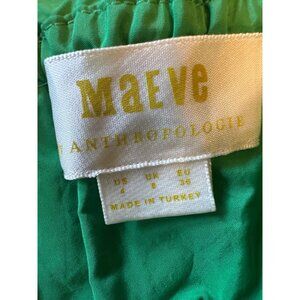 MaEVe
ANTHROPOLOGIE
US UK EU
4 8 36
MADE IN TURKEY